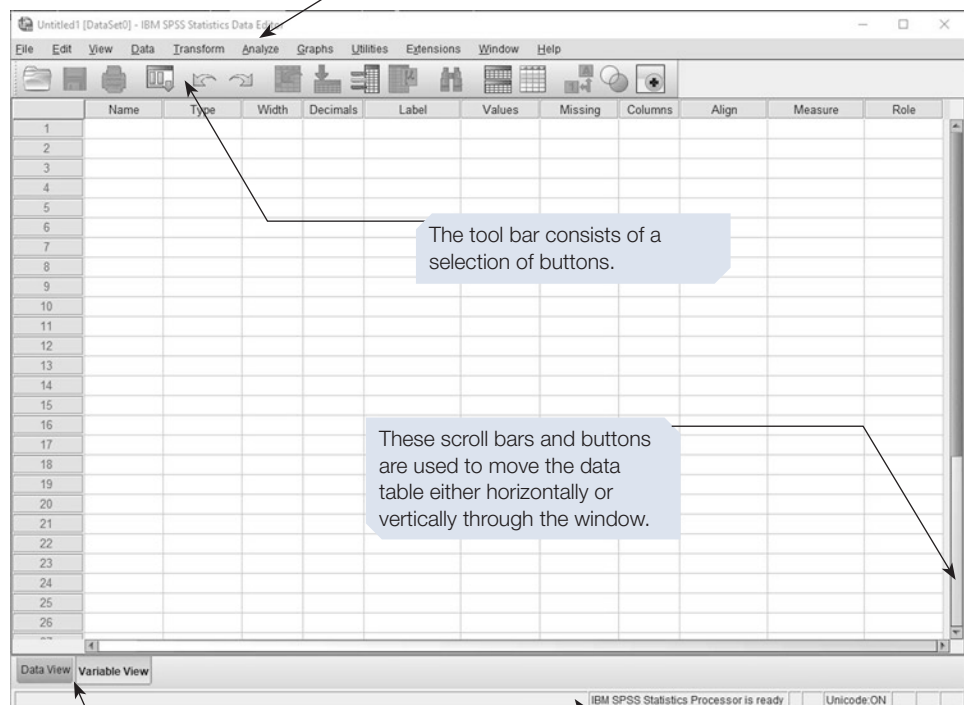 Untitled1 [DataSet0] - IBM SPSS Statistics Data Editor
File Edit View Data Transform Analyze Graphs Utilities Extensions Window Help
Name Type Width Decimals Label Values Missing Columns Align Measure Role
1
2
3
4
5
6
The tool bar consists of a
7
8
selection of buttons.
9
10
11
12
13
14
15
16
These scroll bars and buttons
17
are used to move the data
18
19
table either horizontally or
20
21
vertically through the window.
22
23
24
25
26
Data View Variable View
IBM SPSS Statistics Processor is ready Unicode:ON